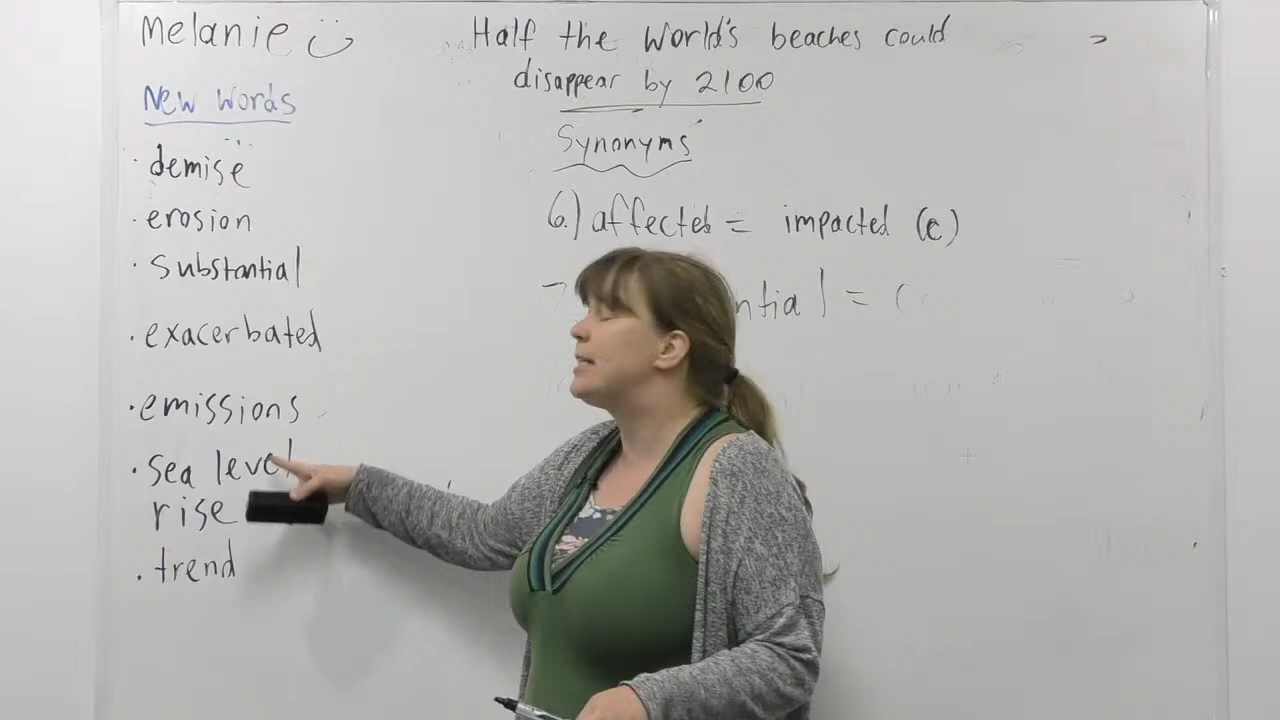 Melanie
New Words
· demise
· erosion
· substantial
· exacerbated
· emissions
· sea level
rise
· trend
Half the World's beaches could
disappear by 2100
Synonyms
6.) affected = impacted (c)
ntial = (